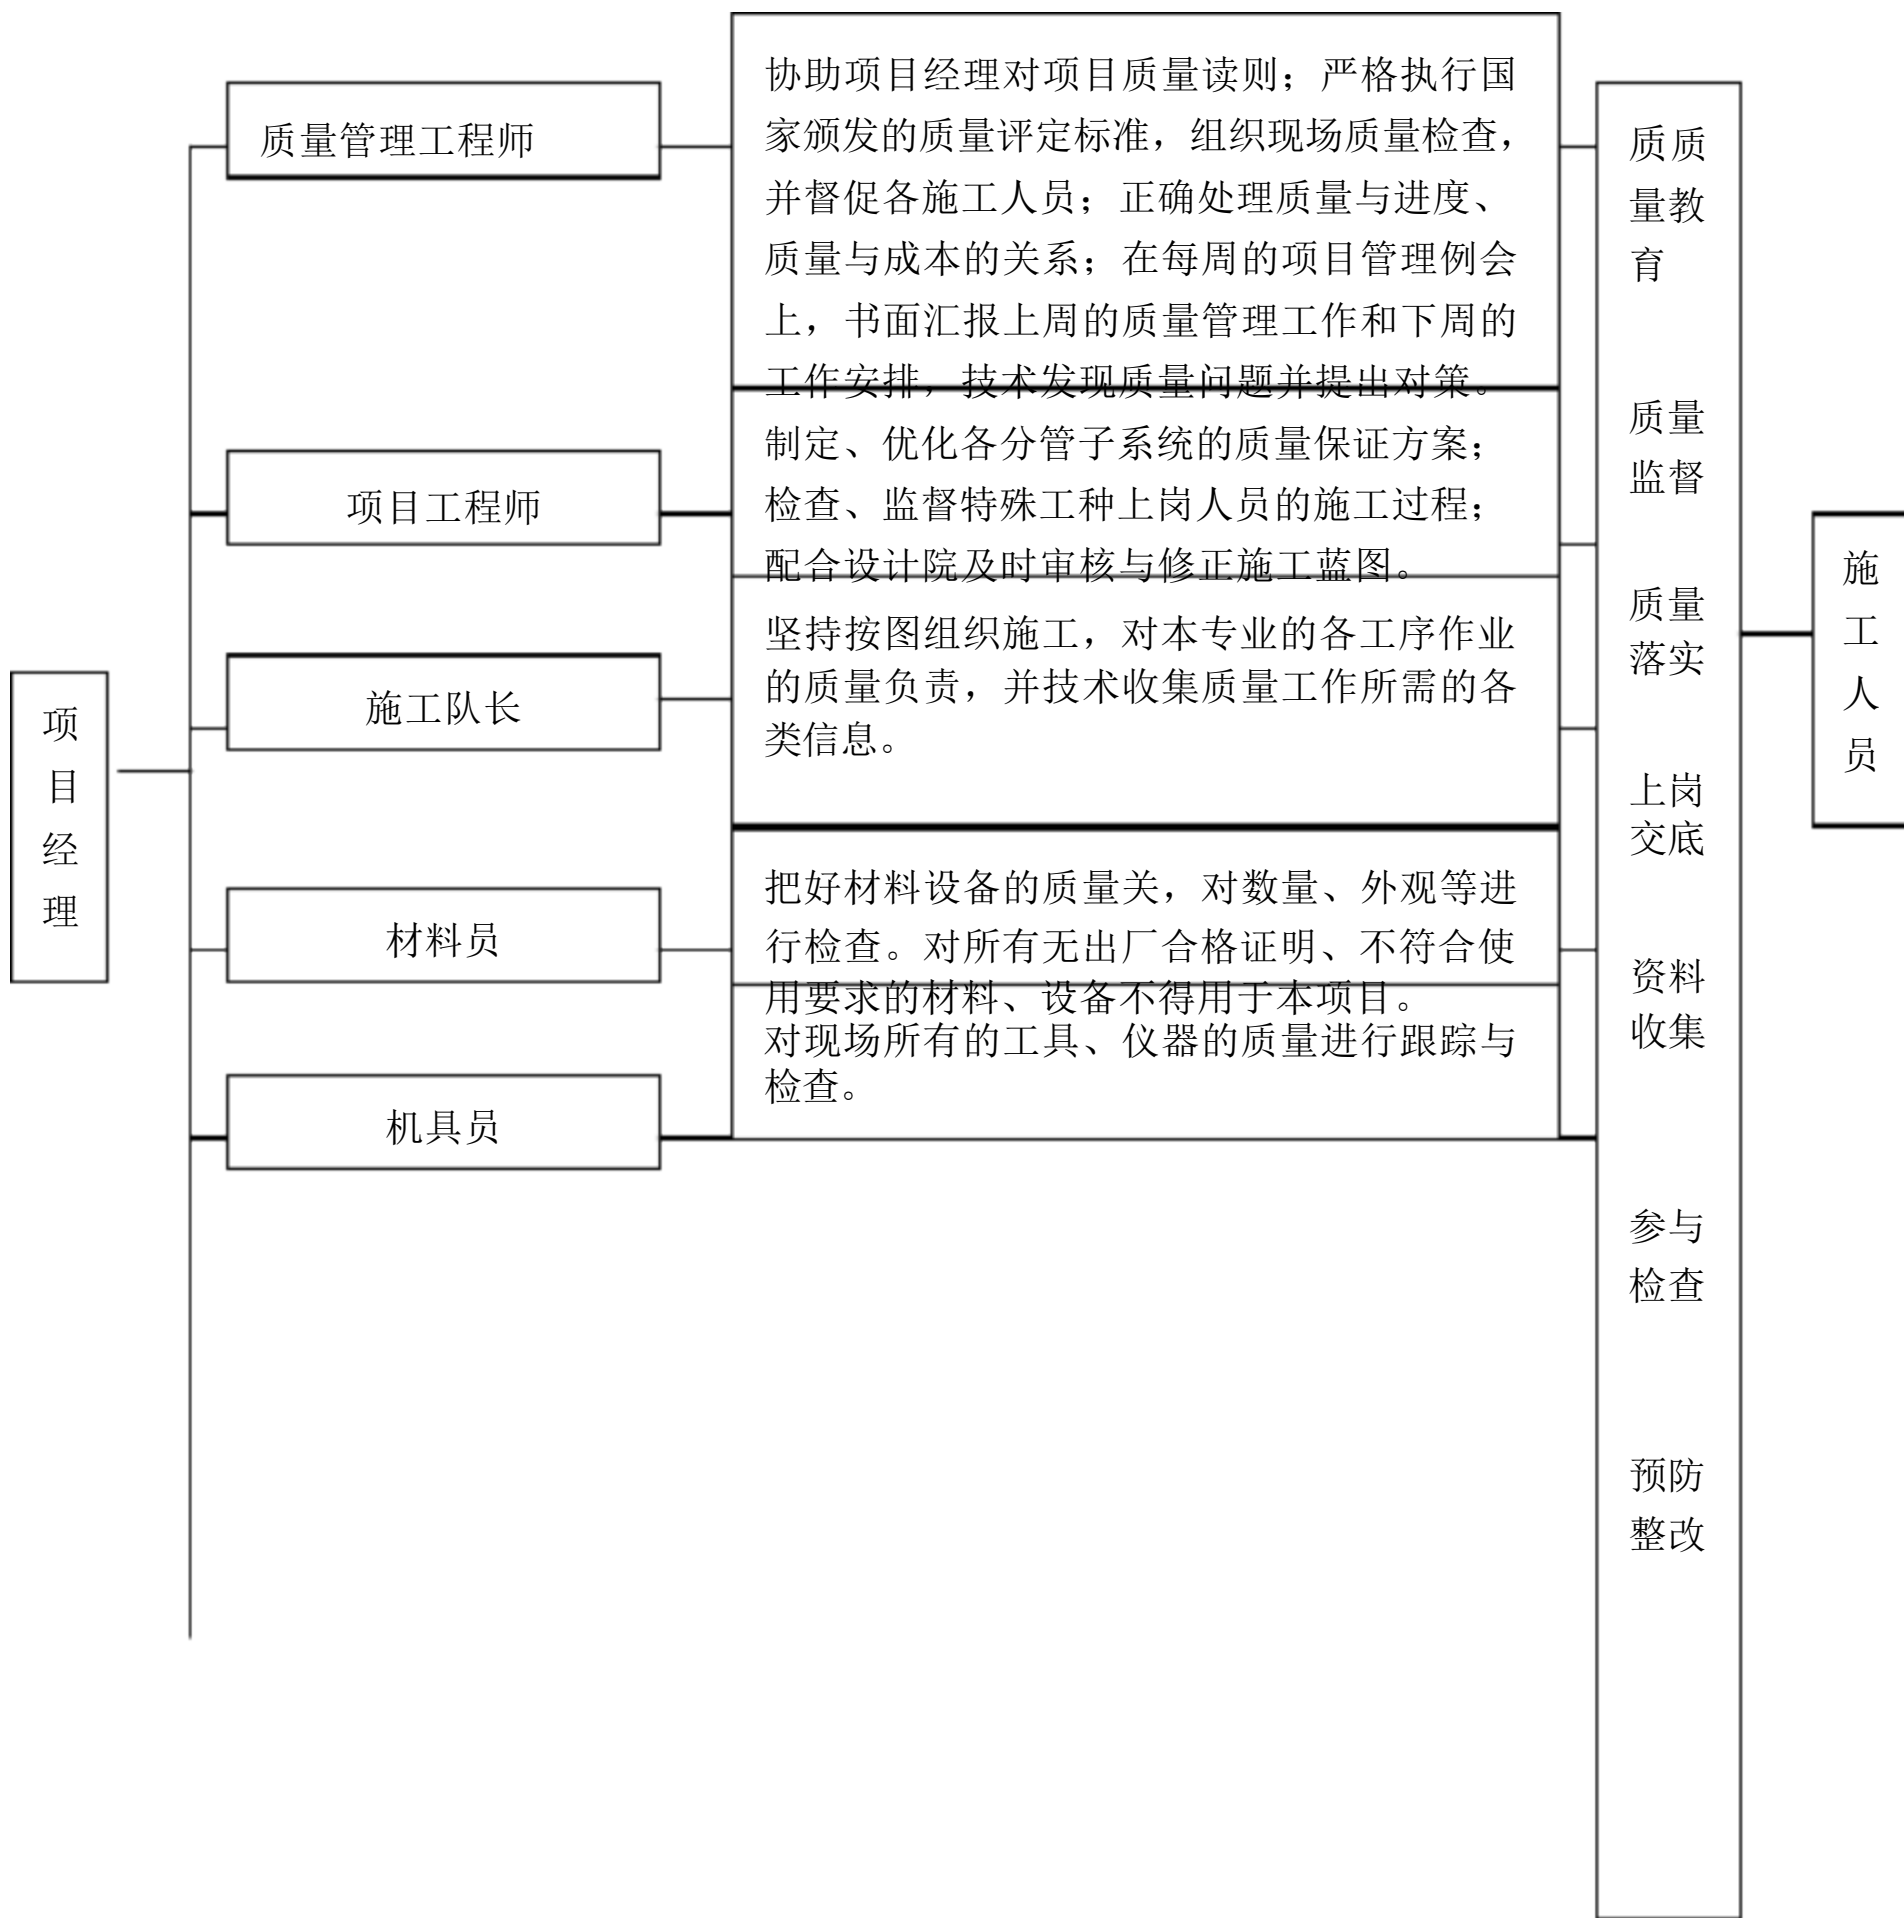 项
目
经
理
质量管理工程师
项目工程师
施工队长
材料员
机具员
协助项目经理对项目质量读则；严格执行国
家颁发的质量评定标准，组织现场质量检查，
并督促各施工人员；正确处理质量与进度、
质量与成本的关系；在每周的项目管理例会
上，书面汇报上周的质量管理工作和下周的
工作安排，技术发现质量问题并提出对策。
制定、优化各分管子系统的质量保证方案；
检查、监督特殊工种上岗人员的施工过程；
配合设计院及时审核与修正施工蓝图。
坚持按图组织施工，对本专业的各工序作业
的质量负责，并技术收集质量工作所需的各
类信息。
把好材料设备的质量关，对数量、外观等进
行检查。对所有无出厂合格证明、不符合使
用要求的材料、设备不得用于本项目。
对现场所有的工具、仪器的质量进行跟踪与
检查。
质质
量教
育
质量
监督
质量
落实
上岗
交底
资料
收集
参与
检查
预防
整改
施
工
人
员